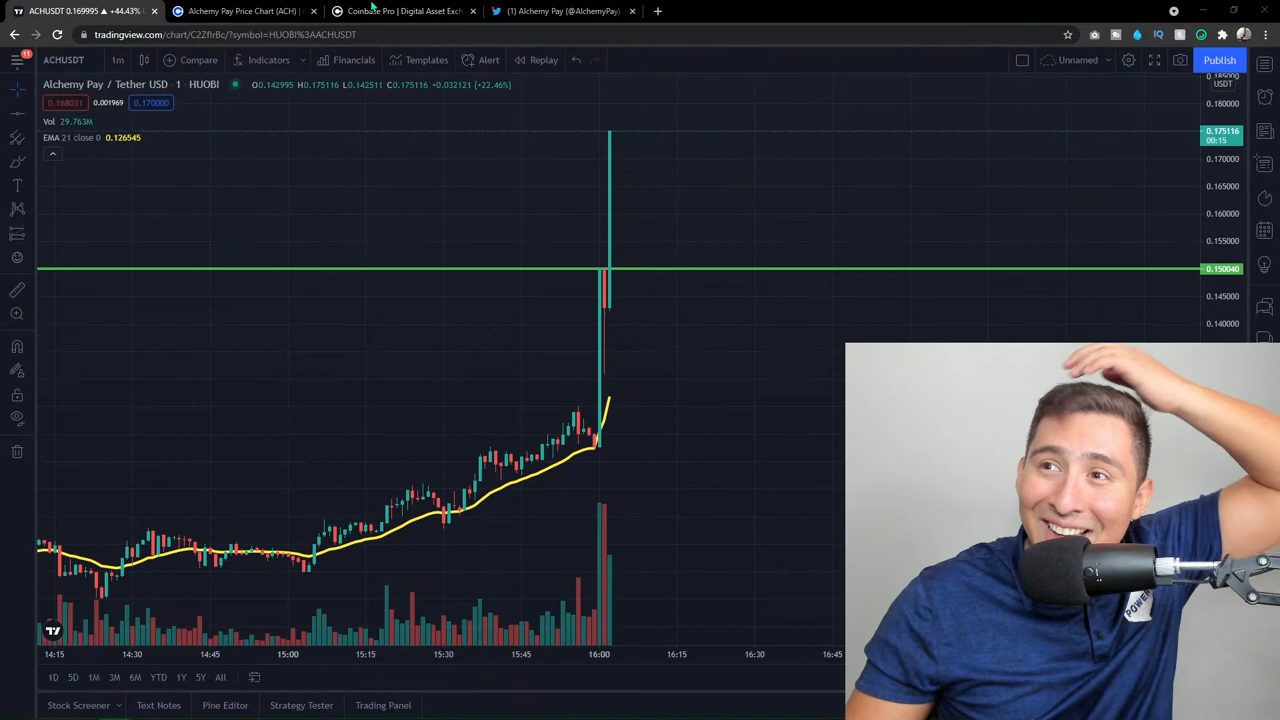 ACHUSDT 0.169995 ▲ +44.43%
Alchemy Pay Price Chart (ACH) |
Coinbase Pro | Digital Asset Exch
(1) Alchemy Pay (@AlchemyPay)
tradingview.com/chart/C2ZfIrBc/?symbol=HUOBI%3AACHUSDT
11
ACHUSDT
1m
Compare
Indicators
Financials
Templates
Alert
Replay
Unnamed
Publish
Alchemy Pay / Tether USD · 1 · HUOBI
O0.142995 H0.175116 L0.142511 C0.175116 +0.032121 (+22.46%)
0.168031 0.001969 0.170000
Vol 29.763M
EMA 21 close 0 0.126545
0.185000
USDT
0.180000
0.175116
00:15
0.170000
0.165000
0.160000
0.155000
0.150040
0.145000
0.140000
POWER
14:15 14:30 14:45 15:00 15:15 15:30 15:45 16:00 16:15 16:30 16:45
1D 5D 1M 3M 6M YTD 1Y 5Y All
Stock Screener
Text Notes
Pine Editor
Strategy Tester
Trading Panel